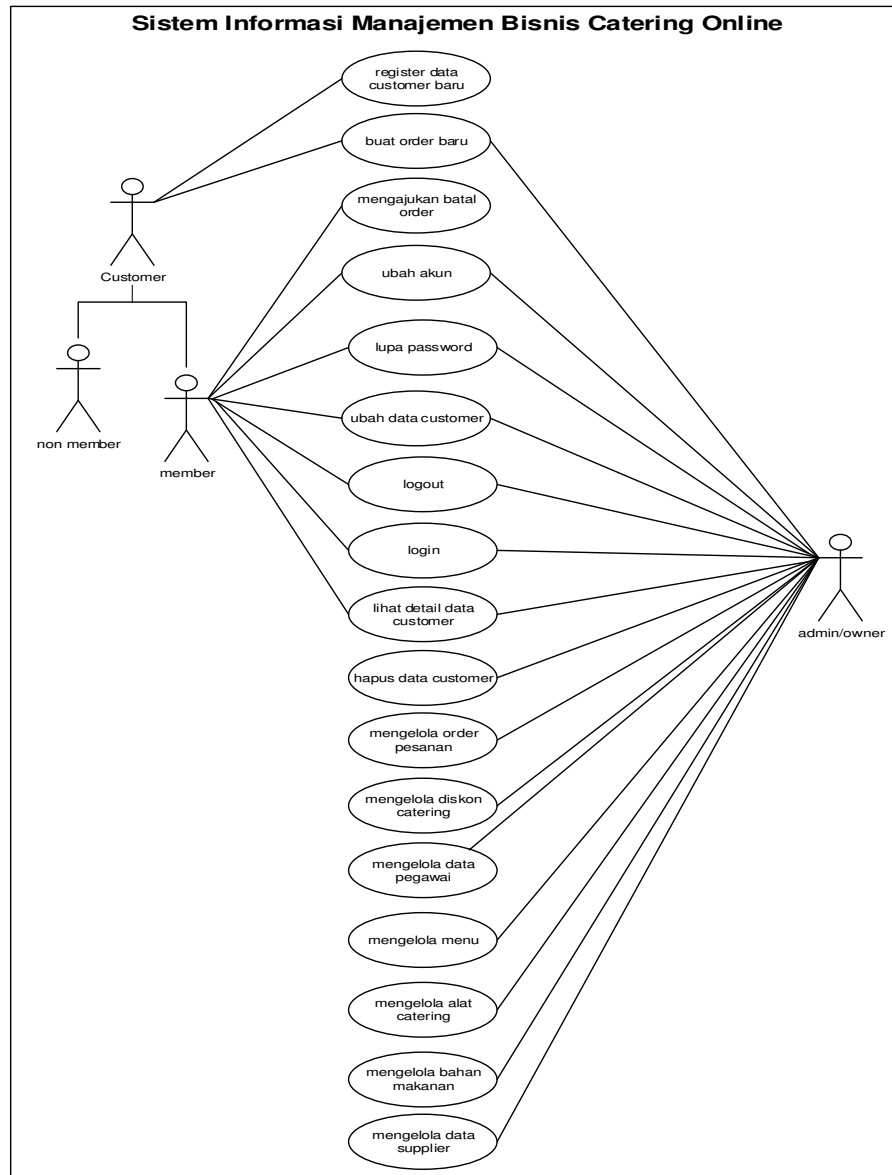 Sistem Informasi Manajemen Bisnis Catering Online
register data
customer baru
buat order baru
mengajukan batal
order
ubah akun
lupa password
ubah data customer
logout
login
lihat detail data
customer
hapus data customer
mengelola order
pesanan
mengelola diskon
catering
mengelola data
pegawai
mengelola menu
mengelola alat
catering
mengelola bahan
makanan
mengelola data
supplier
Customer
non member
member
admin/owner